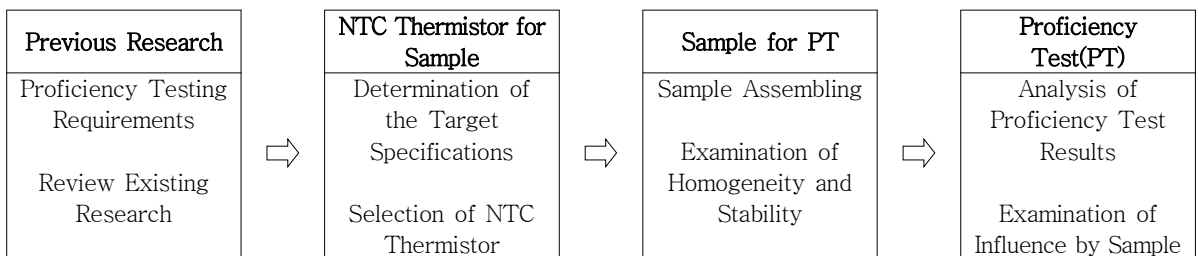 Previous Research
Proficiency Testing
Requirements
Review Existing
Research
NTC Thermistor for
Sample
Determination of
the Target
Specifications
Selection of NTC
Thermistor
Sample for PT
Sample Assembling
Examination of
Homogeneity and
Stability
Proficiency
Test(PT)
Analysis of
Proficiency Test
Results
Examination of
Influence by Sample